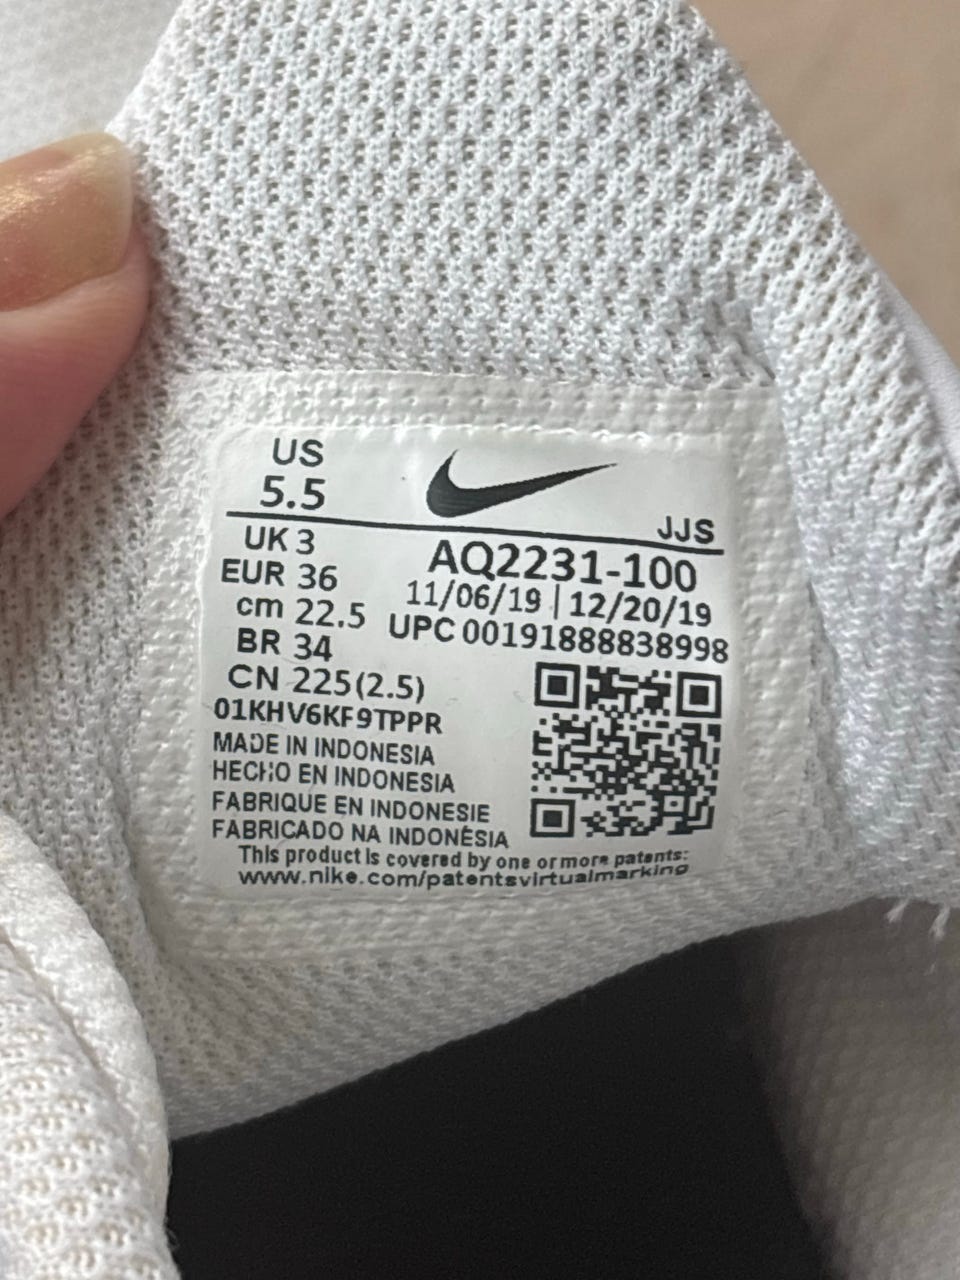 US
5.5
JJS
UK 3
EUR 36
cm 22.5
BR 34
CN 225(2.5)
AQ2231-100
11/06/19 | 12/20/19
UPC 00191888838998
01KHV6KF9TPPR
MADE IN INDONESIA
HECHO EN INDONESIA
FABRIQUE EN INDONESIE
FABRICADO NA INDONÉSIA
This product is covered by one or more patents:
www.nike.com/patentsvirtualmarking